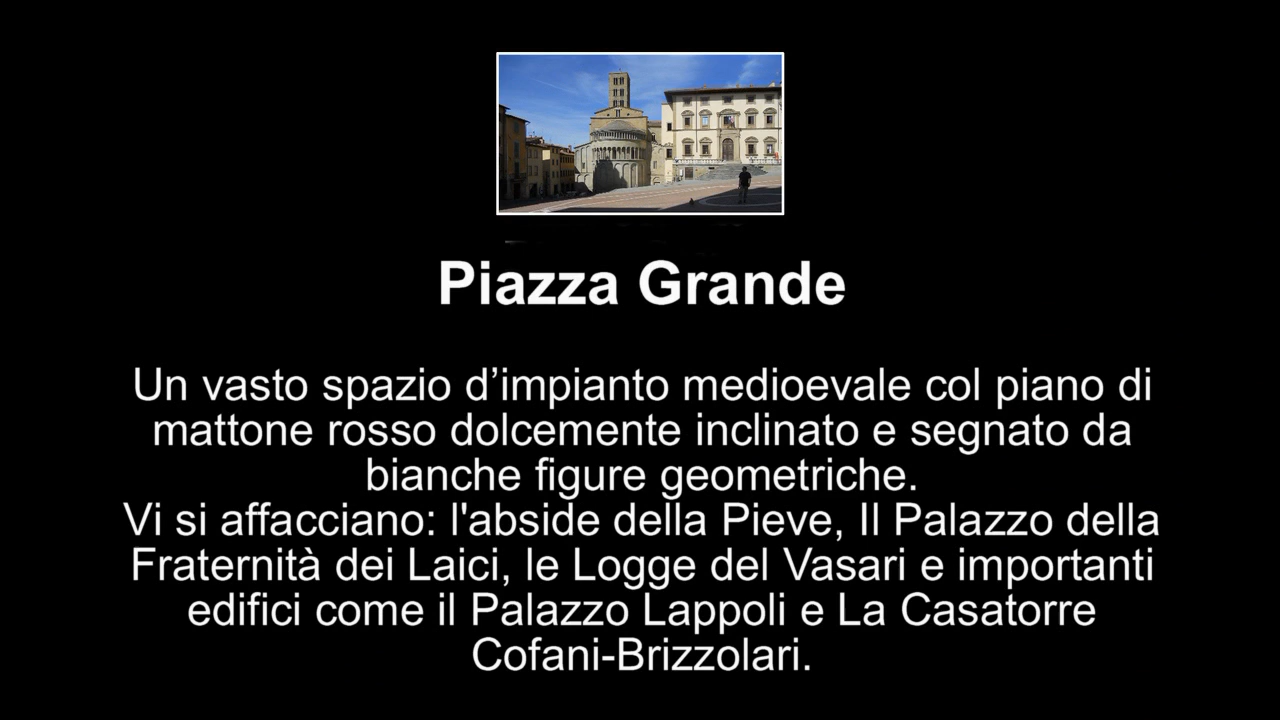 Piazza Grande
Un vasto spazio d’impianto medioevale col piano di
mattone rosso dolcemente inclinato e segnato da
bianche figure geometriche.
Vi si affacciano: l'abside della Pieve, Il Palazzo della
Fraternità dei Laici, le Logge del Vasari e importanti
edifici come il Palazzo Lappoli e La Casatorre
Cofani-Brizzolari.